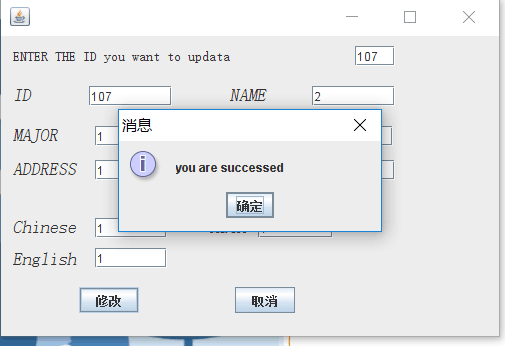 ENTER THE ID you want to updata 107
ID 107 NAME 2
消息
MAJOR 1
you are successed
ADDRESS 1
确定
Chinese 1
English 1
修改 取消